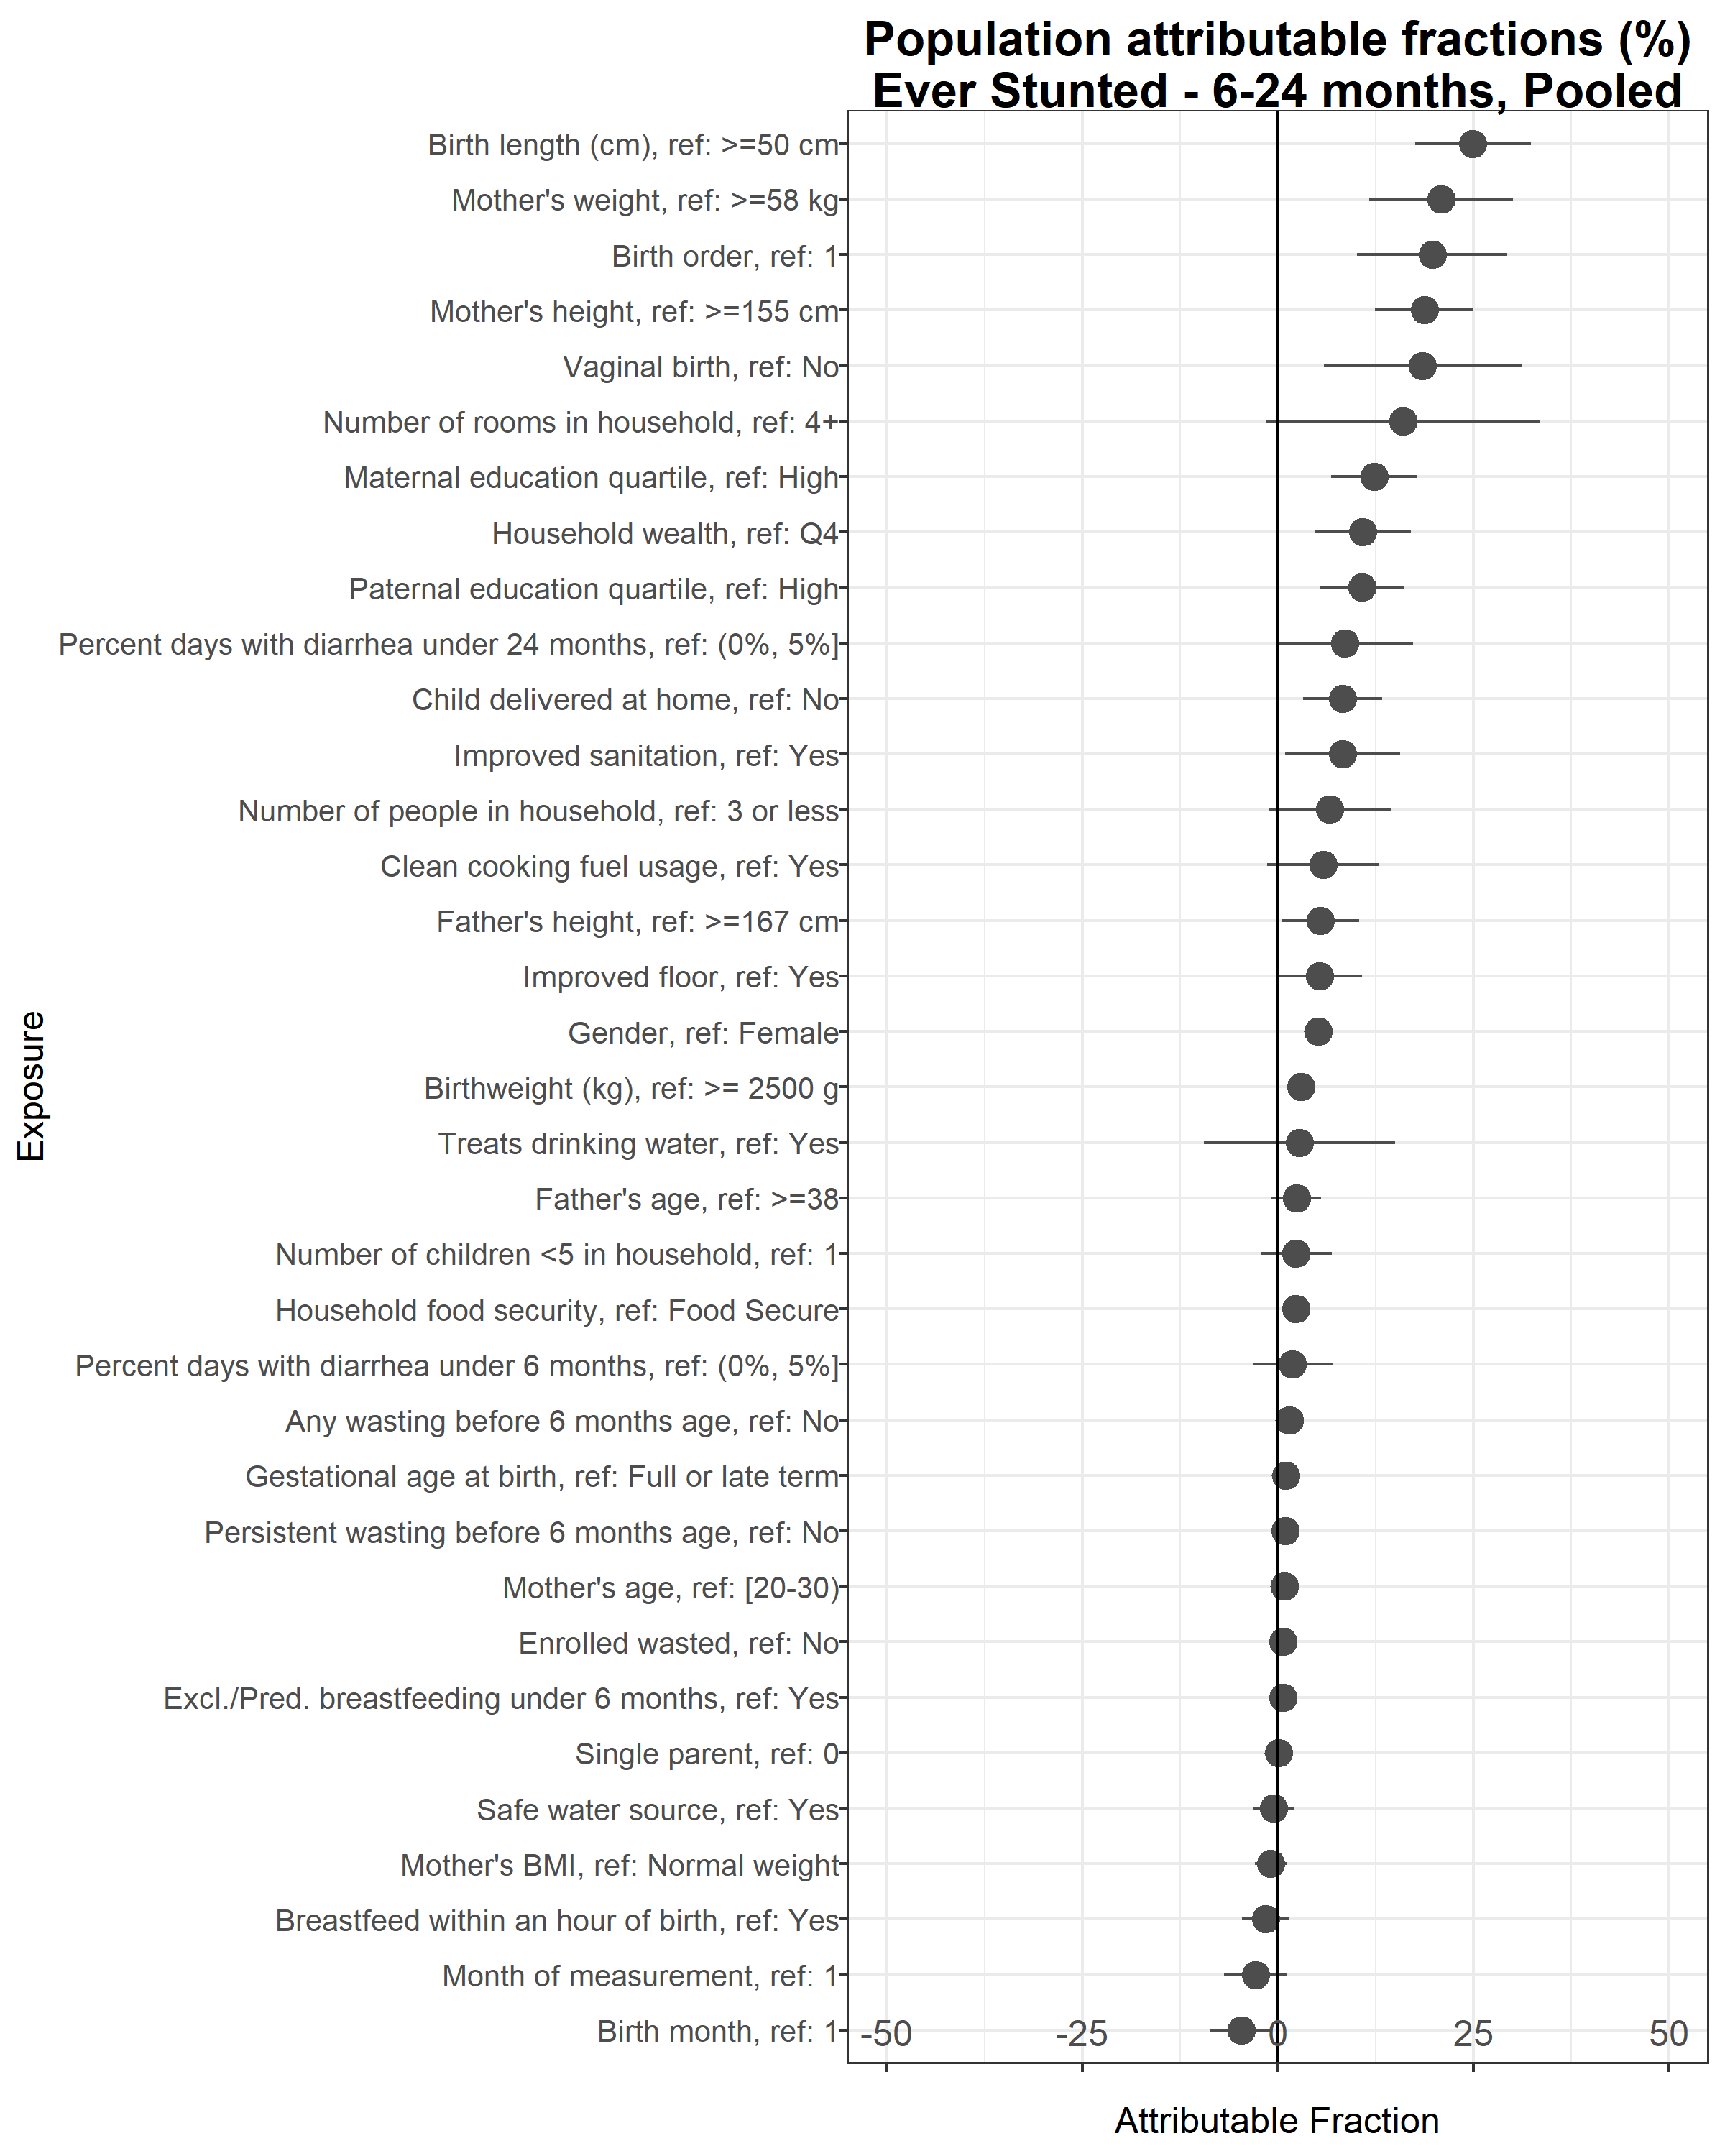 Population attributable fractions (%)
Ever Stunted - 6-24 months, Pooled
Exposure
Birth length (cm), ref: >=50 cm
Mother's weight, ref: >=58 kg
Birth order, ref: 1
Mother's height, ref: >=155 cm
Vaginal birth, ref: No
Number of rooms in household, ref: 4+
Maternal education quartile, ref: High
Household wealth, ref: Q4
Paternal education quartile, ref: High
Percent days with diarrhea under 24 months, ref: (0%, 5%]
Child delivered at home, ref: No
Improved sanitation, ref: Yes
Number of people in household, ref: 3 or less
Clean cooking fuel usage, ref: Yes
Father's height, ref: >=167 cm
Improved floor, ref: Yes
Gender, ref: Female
Birthweight (kg), ref: >= 2500 g
Treats drinking water, ref: Yes
Father's age, ref: >=38
Number of children <5 in household, ref: 1
Household food security, ref: Food Secure
Percent days with diarrhea under 6 months, ref: (0%, 5%]
Any wasting before 6 months age, ref: No
Gestational age at birth, ref: Full or late term
Persistent wasting before 6 months age, ref: No
Mother's age, ref: [20-30)
Enrolled wasted, ref: No
Excl./Pred. breastfeeding under 6 months, ref: Yes
Single parent, ref: 0
Safe water source, ref: Yes
Mother's BMI, ref: Normal weight
Breastfeed within an hour of birth, ref: Yes
Month of measurement, ref: 1
Birth month, ref: 1
-50 -25 0 25 50
Attributable Fraction